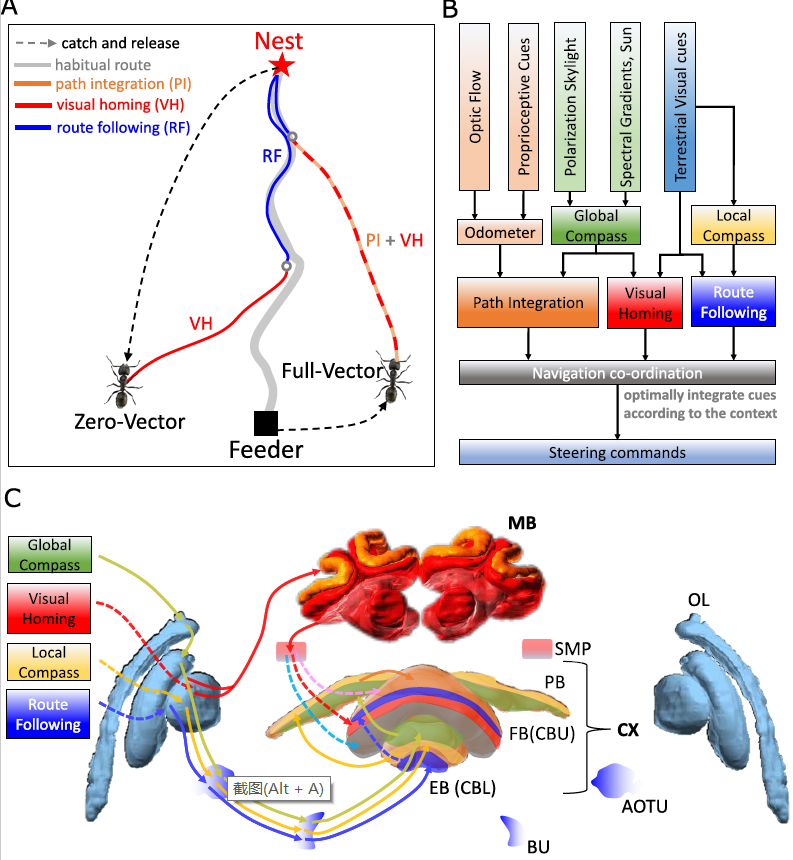 A
catch and release
habitual route
path integration (PI)
visual homing (VH)
route following (RF)
Nest
RF
PI + VH
VH
Full-Vector
Zero-Vector
Feeder
B
Optic Flow
Proprioceptive Cues
Polarization Skylight
Spectral Gradients, Sun
Terrestrial Visual cues
Odometer
Global
Compass
Local
Compass
Path Integration
Visual
Homing
Route
Following
Navigation co-ordination
optimally integrate cues
according to the context
Steering commands
C
Global
Compass
Visual
Homing
Local
Compass
Route
Following
MB
OL
SMP
PB
FB(CBU)
CX
EB (CBL)
AOTU
BU
截图(Alt + A)